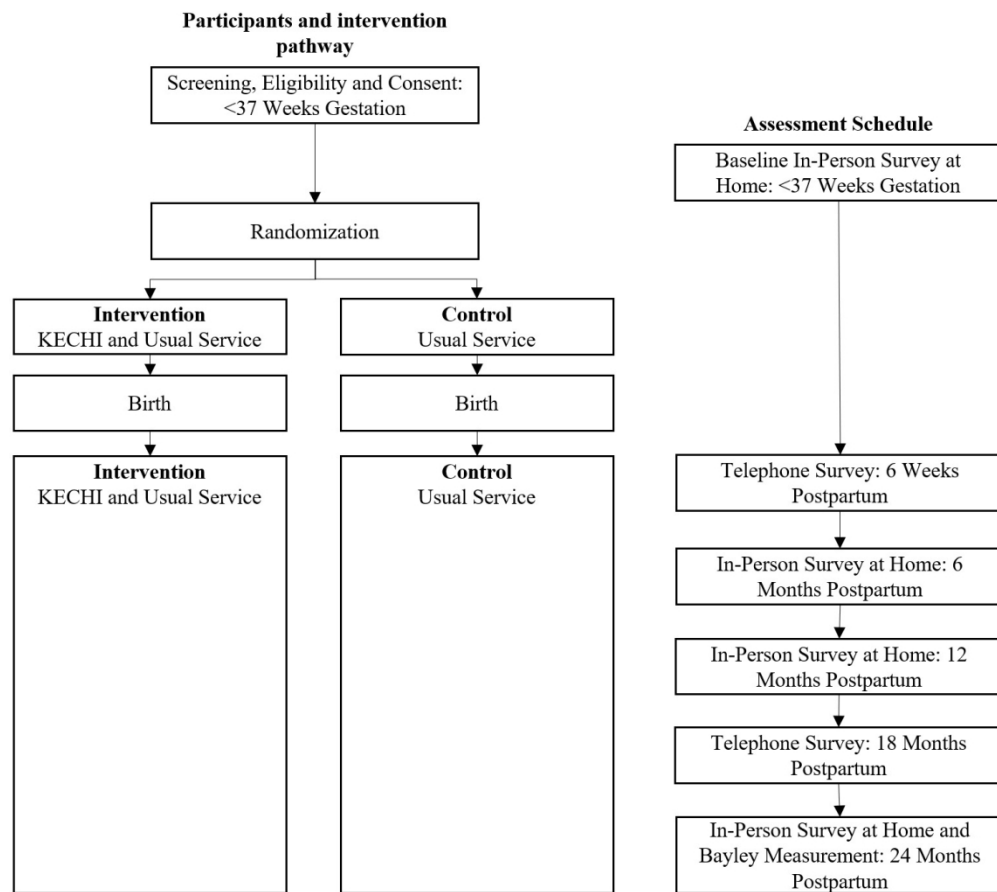 Participants and intervention
pathway
Screening, Eligibility and Consent:
<37 Weeks Gestation
Randomization
Intervention
KECHI and Usual Service
Control
Usual Service
Birth
Birth
Intervention
KECHI and Usual Service
Control
Usual Service
Assessment Schedule
Baseline In-Person Survey at
Home: <37 Weeks Gestation
Telephone Survey: 6 Weeks
Postpartum
In-Person Survey at Home: 6
Months Postpartum
In-Person Survey at Home: 12
Months Postpartum
Telephone Survey: 18 Months
Postpartum
In-Person Survey at Home and
Bayley Measurement: 24 Months
Postpartum